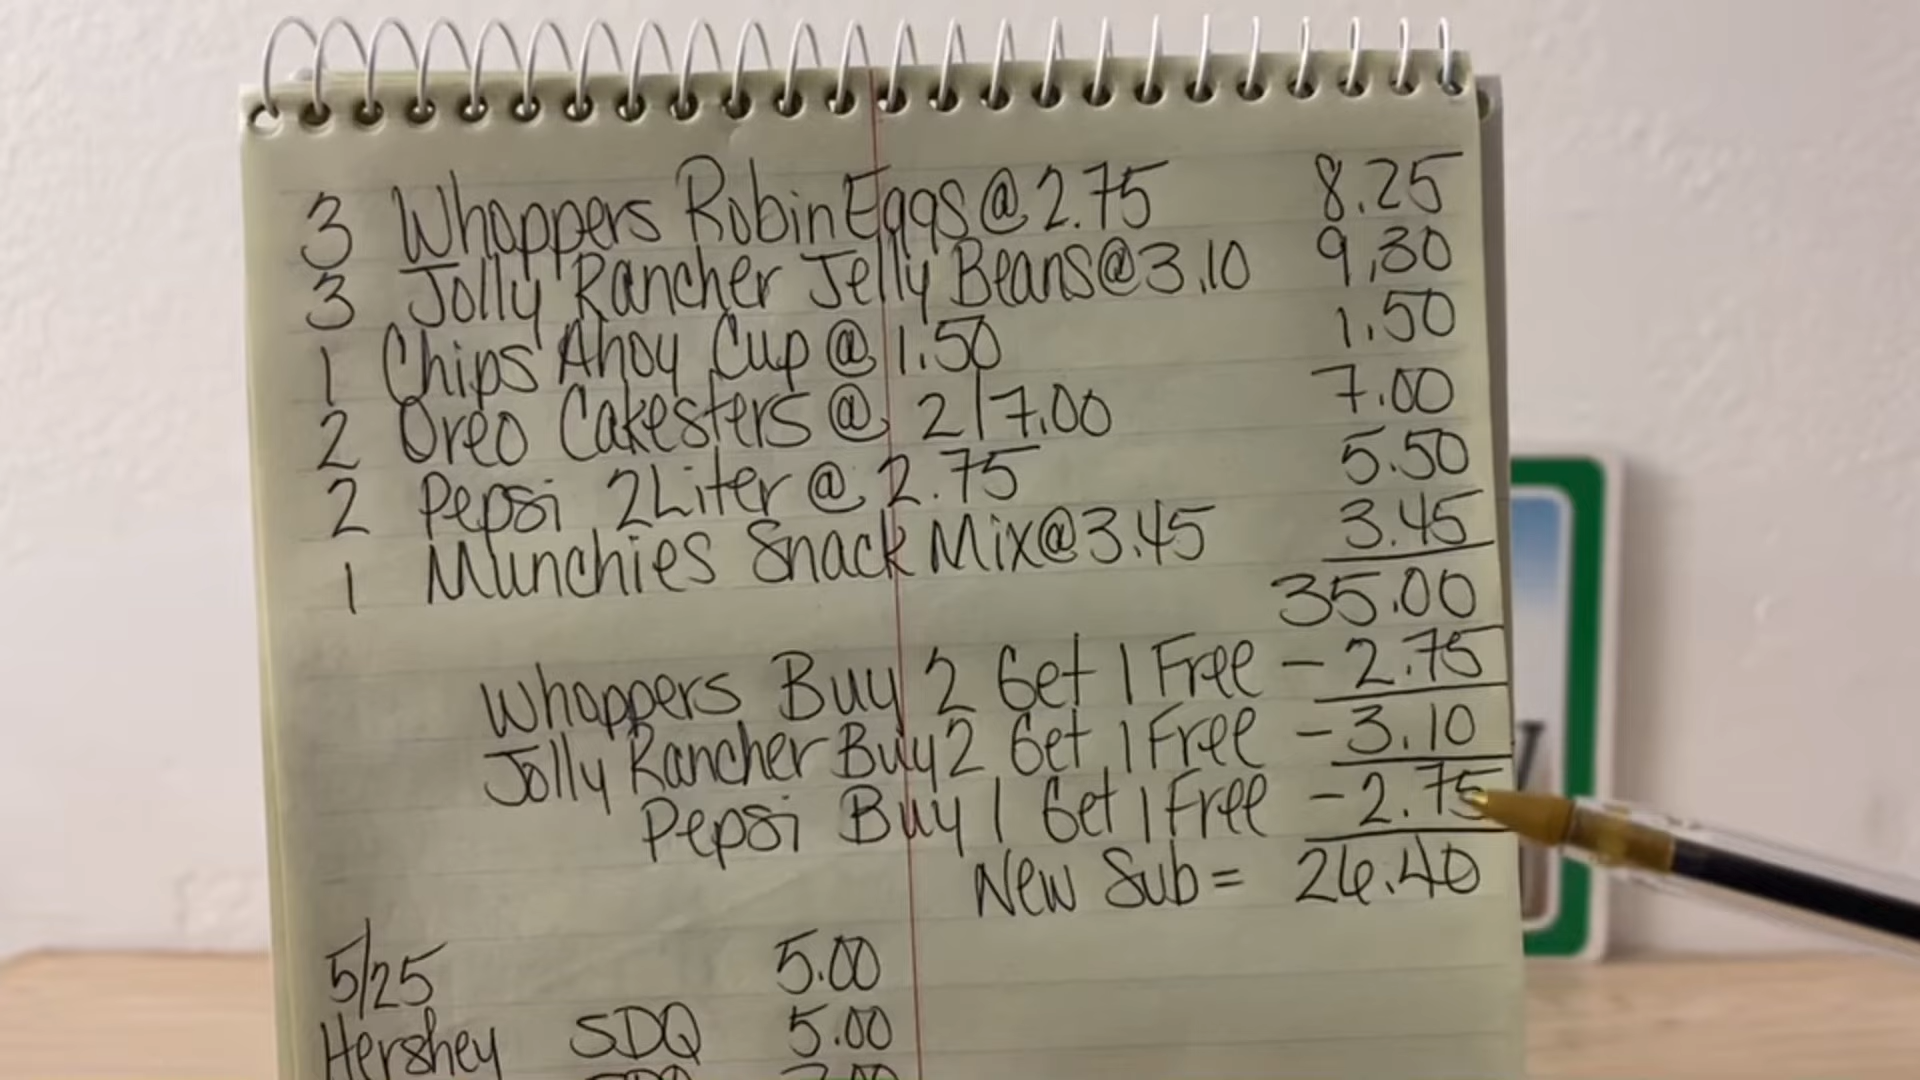 3 Whoppers Robin Eggs @ 2.75 8.25
3 Jolly Rancher Jelly Beans @ 3.10 9.30
1 Chips Ahoy Cup @ 1.50 1.50
2 Oreo Cakesters @ 2/7.00 7.00
2 Pepsi 2Liter @ 2.75 5.50
1 Munchies Snack Mix @ 3.45 3.45
35.00
Whoppers Buy 2 Get 1 Free - 2.75
Jolly Rancher Buy 2 Get 1 Free - 3.10
Pepsi Buy 1 Get 1 Free - 2.75
New Sub = 26.40
5/25 5.00
Hershey SDQ 5.00